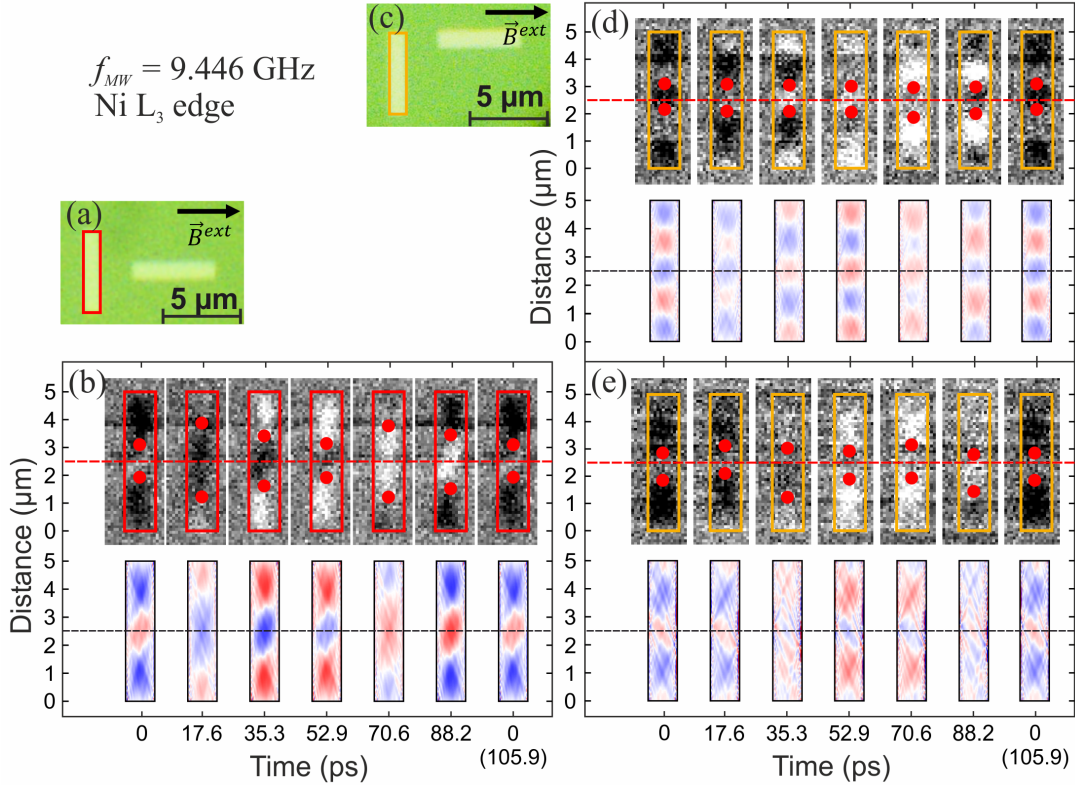 f_MW = 9.446 GHz
Ni L₃ edge
(c)
B⃗^ext
5 μm
(a)
B⃗^ext
5 μm
(d)
5
4
3
2
1
0
5
4
3
2
1
0
Distance (μm)
(b)
5
4
3
2
1
0
5
4
3
2
1
0
Distance (μm)
0 17.6 35.3 52.9 70.6 88.2 0
(105.9)
Time (ps)
(e)
5
4
3
2
1
0
5
4
3
2
1
0
0 17.6 35.3 52.9 70.6 88.2 0
(105.9)
Time (ps)